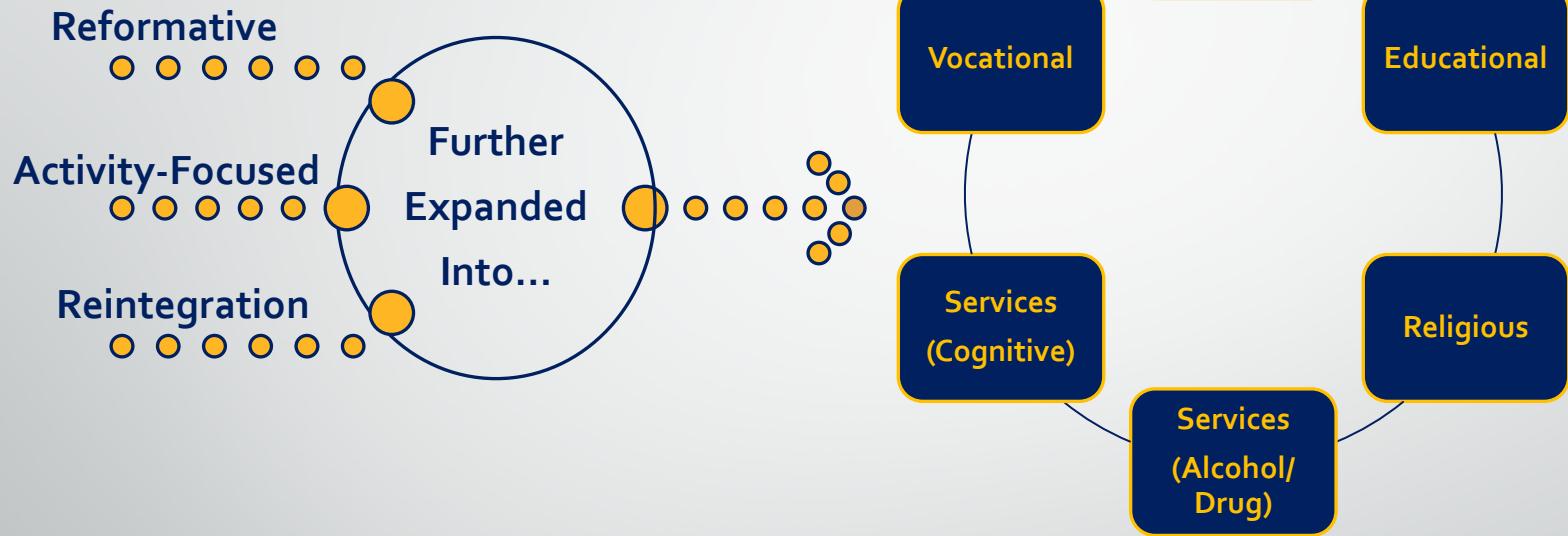 Reformative
Activity-Focused
Reintegration
Further
Expanded
Into...
Vocational
Educational
Services
(Cognitive)
Religious
Services
(Alcohol/
Drug)